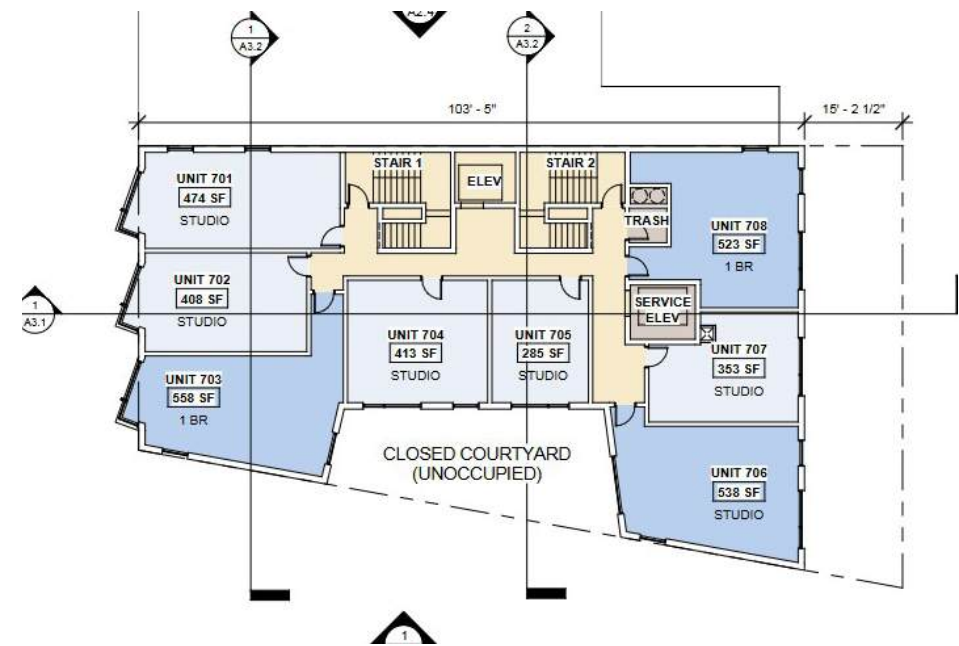 A2.4
1
A3.2
2
A3.2
103' - 5"
15' - 2 1/2"
STAIR 1
ELEV
STAIR 2
UNIT 701
474 SF
STUDIO
TRASH
UNIT 708
523 SF
1 BR
UNIT 702
408 SF
STUDIO
1
A3.1
SERVICE
ELEV
UNIT 704
413 SF
STUDIO
UNIT 705
285 SF
STUDIO
UNIT 707
353 SF
STUDIO
UNIT 703
558 SF
1 BR
CLOSED COURTYARD
(UNOCCUPIED)
UNIT 706
538 SF
STUDIO
1